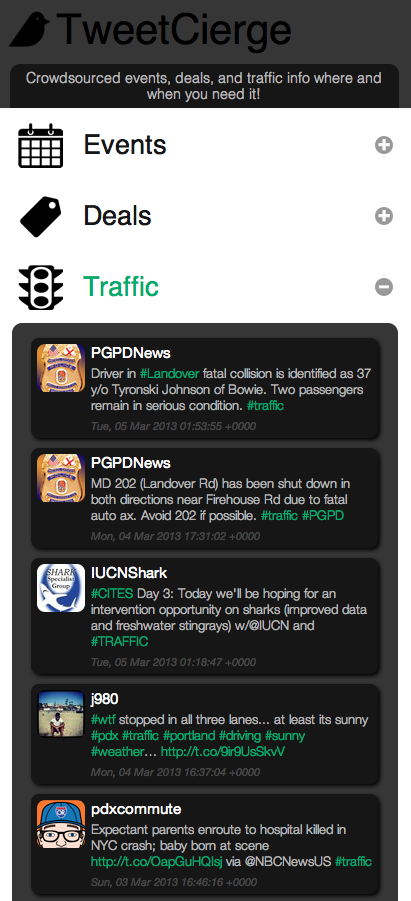 TweetCierge
Crowdsourced events, deals, and traffic info where and
when you need it!
Events
Deals
Traffic
PGPDNews
Driver in #Landover fatal collision is identified as 37
y/o Tyronski Johnson of Bowie. Two passengers
remain in serious condition. #traffic
Tue, 05 Mar 2013 01:53:55 +0000
PGPDNews
MD 202 (Landover Rd) has been shut down in
both directions near Firehouse Rd due to fatal
auto ax. Avoid 202 if possible. #traffic #PGPD
Mon, 04 Mar 2013 17:31:02 +0000
SHARK
Specialist
Group
IUCNShark
#CITES Day 3: Today we'll be hoping for an
intervention opportunity on sharks (improved data
and freshwater stingrays) w/@IUCN and
#TRAFFIC
Tue, 05 Mar 2013 01:18:47 +0000
j980
#wtf stopped in all three lanes... at least its sunny
#pdx #traffic #portland #driving #sunny
#weather... http://t.co/9ir9UsSkvV
Mon, 04 Mar 2013 16:37:04 +0000
pdxcommute
Expectant parents enroute to hospital killed in
NYC crash; baby born at scene
http://t.co/OapGuHQlsj via @NBCNewsUS #traffic
Sun, 03 Mar 2013 16:46:16 +0000